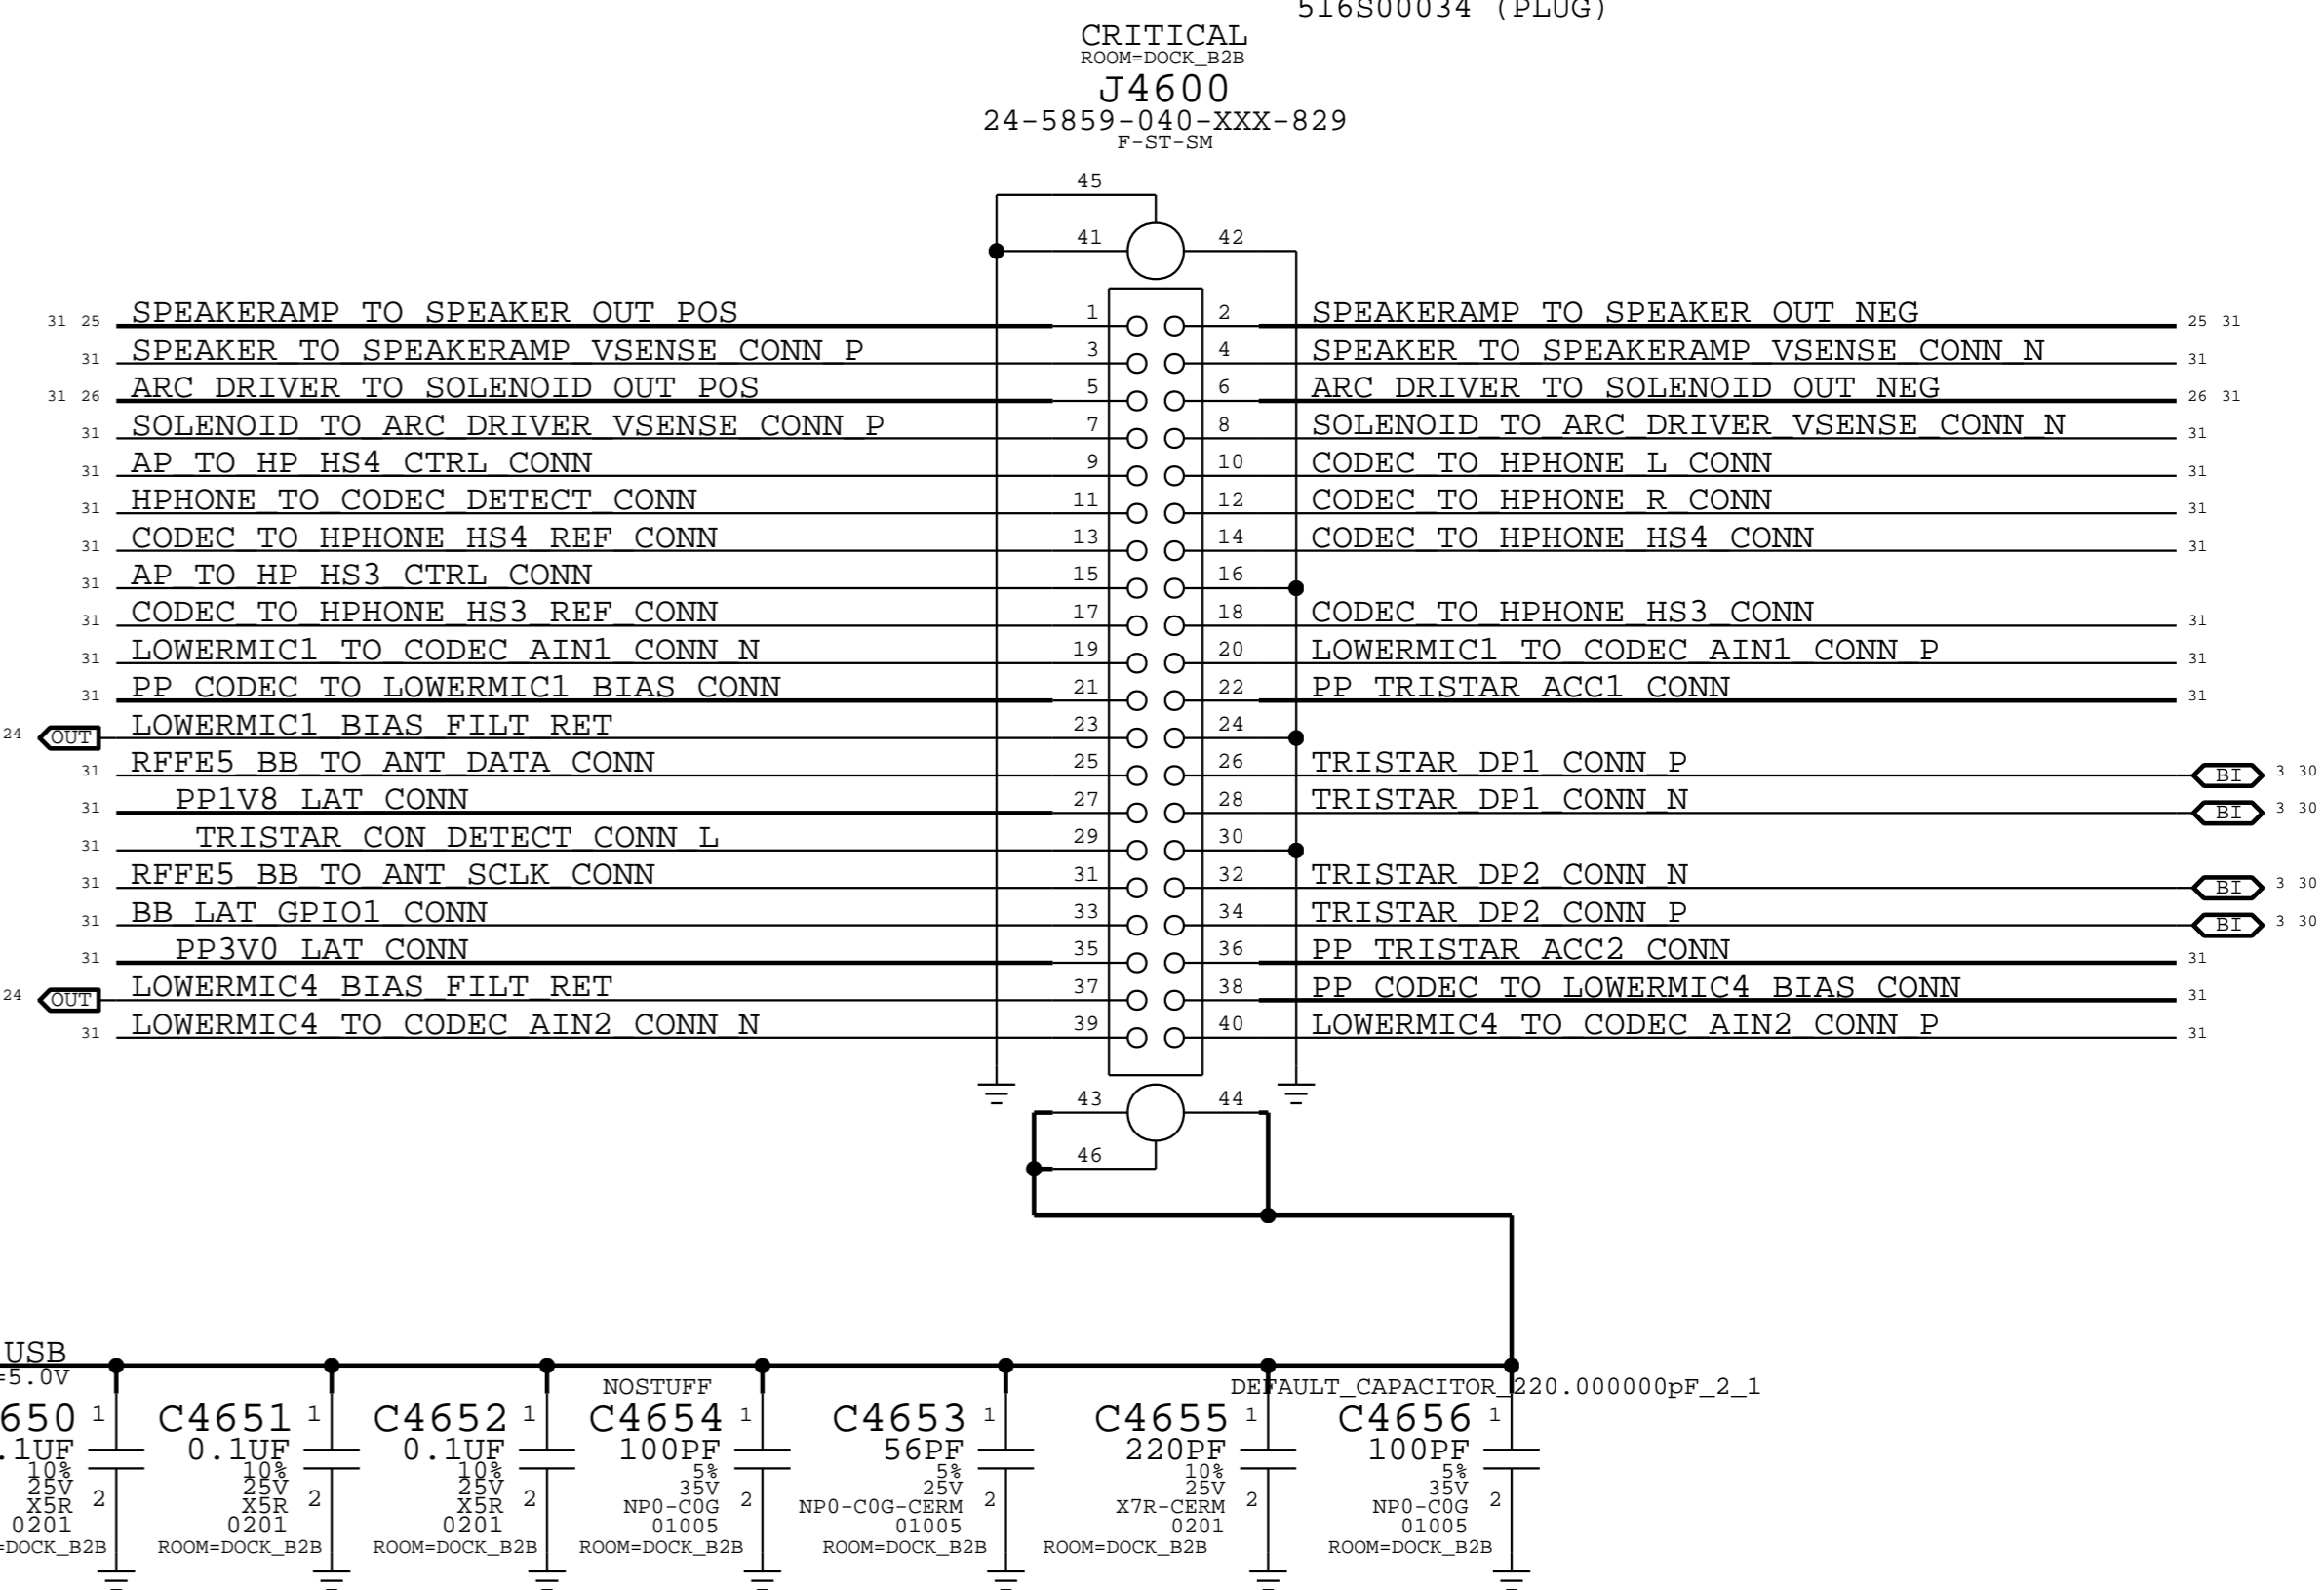 516S00034 (PLUG)
CRITICAL
ROOM=DOCK_B2B
J4600
24-5859-040-XXX-829
F-ST-SM
45
41 42
31 25 SPEAKERAMP_TO_SPEAKER_OUT_POS 1 2 SPEAKERAMP_TO_SPEAKER_OUT_NEG 25 31
31 SPEAKER_TO_SPEAKERAMP_VSENSE_CONN_P 3 4 SPEAKER_TO_SPEAKERAMP_VSENSE_CONN_N 31
31 26 ARC_DRIVER_TO_SOLENOID_OUT_POS 5 6 ARC_DRIVER_TO_SOLENOID_OUT_NEG 26 31
31 SOLENOID_TO_ARC_DRIVER_VSENSE_CONN_P 7 8 SOLENOID_TO_ARC_DRIVER_VSENSE_CONN_N 31
31 AP_TO_HP_HS4_CTRL_CONN 9 10 CODEC_TO_HPHONE_L_CONN 31
31 HPHONE_TO_CODEC_DETECT_CONN 11 12 CODEC_TO_HPHONE_R_CONN 31
31 CODEC_TO_HPHONE_HS4_REF_CONN 13 14 CODEC_TO_HPHONE_HS4_CONN 31
31 AP_TO_HP_HS3_CTRL_CONN 15 16
31 CODEC_TO_HPHONE_HS3_REF_CONN 17 18 CODEC_TO_HPHONE_HS3_CONN 31
31 LOWERMIC1_TO_CODEC_AIN1_CONN_N 19 20 LOWERMIC1_TO_CODEC_AIN1_CONN_P 31
31 PP_CODEC_TO_LOWERMIC1_BIAS_CONN 21 22 PP_TRISTAR_ACC1_CONN 31
24 OUT LOWERMIC1_BIAS_FILT_RET 23 24
31 RFFE5_BB_TO_ANT_DATA_CONN 25 26 TRISTAR_DP1_CONN_P BI 3 30
31 PP1V8_LAT_CONN 27 28 TRISTAR_DP1_CONN_N BI 3 30
31 TRISTAR_CON_DETECT_CONN_L 29 30
31 RFFE5_BB_TO_ANT_SCLK_CONN 31 32 TRISTAR_DP2_CONN_N BI 3 30
31 BB_LAT_GPIO1_CONN 33 34 TRISTAR_DP2_CONN_P BI 3 30
31 PP3V0_LAT_CONN 35 36 PP_TRISTAR_ACC2_CONN 31
24 OUT LOWERMIC4_BIAS_FILT_RET 37 38 PP_CODEC_TO_LOWERMIC4_BIAS_CONN 31
31 LOWERMIC4_TO_CODEC_AIN2_CONN_N 39 40 LOWERMIC4_TO_CODEC_AIN2_CONN_P 31
43 44
46
USB
=5.0V
NOSTUFF DEFAULT_CAPACITOR_220.000000pF_2_1
650 1 C4651 1 C4652 1 C4654 1 C4653 1 C4655 1 C4656 1
.1UF 0.1UF 0.1UF 100PF 56PF 220PF 100PF
10% 10% 10% 5% 5% 10% 5%
25V 25V 25V 35V 25V 25V 35V
X5R 2 X5R 2 X5R 2 NP0-C0G 2 NP0-C0G-CERM 2 X7R-CERM 2 NP0-C0G 2
0201 0201 0201 01005 01005 0201 01005
=DOCK_B2B ROOM=DOCK_B2B ROOM=DOCK_B2B ROOM=DOCK_B2B ROOM=DOCK_B2B ROOM=DOCK_B2B ROOM=DOCK_B2B